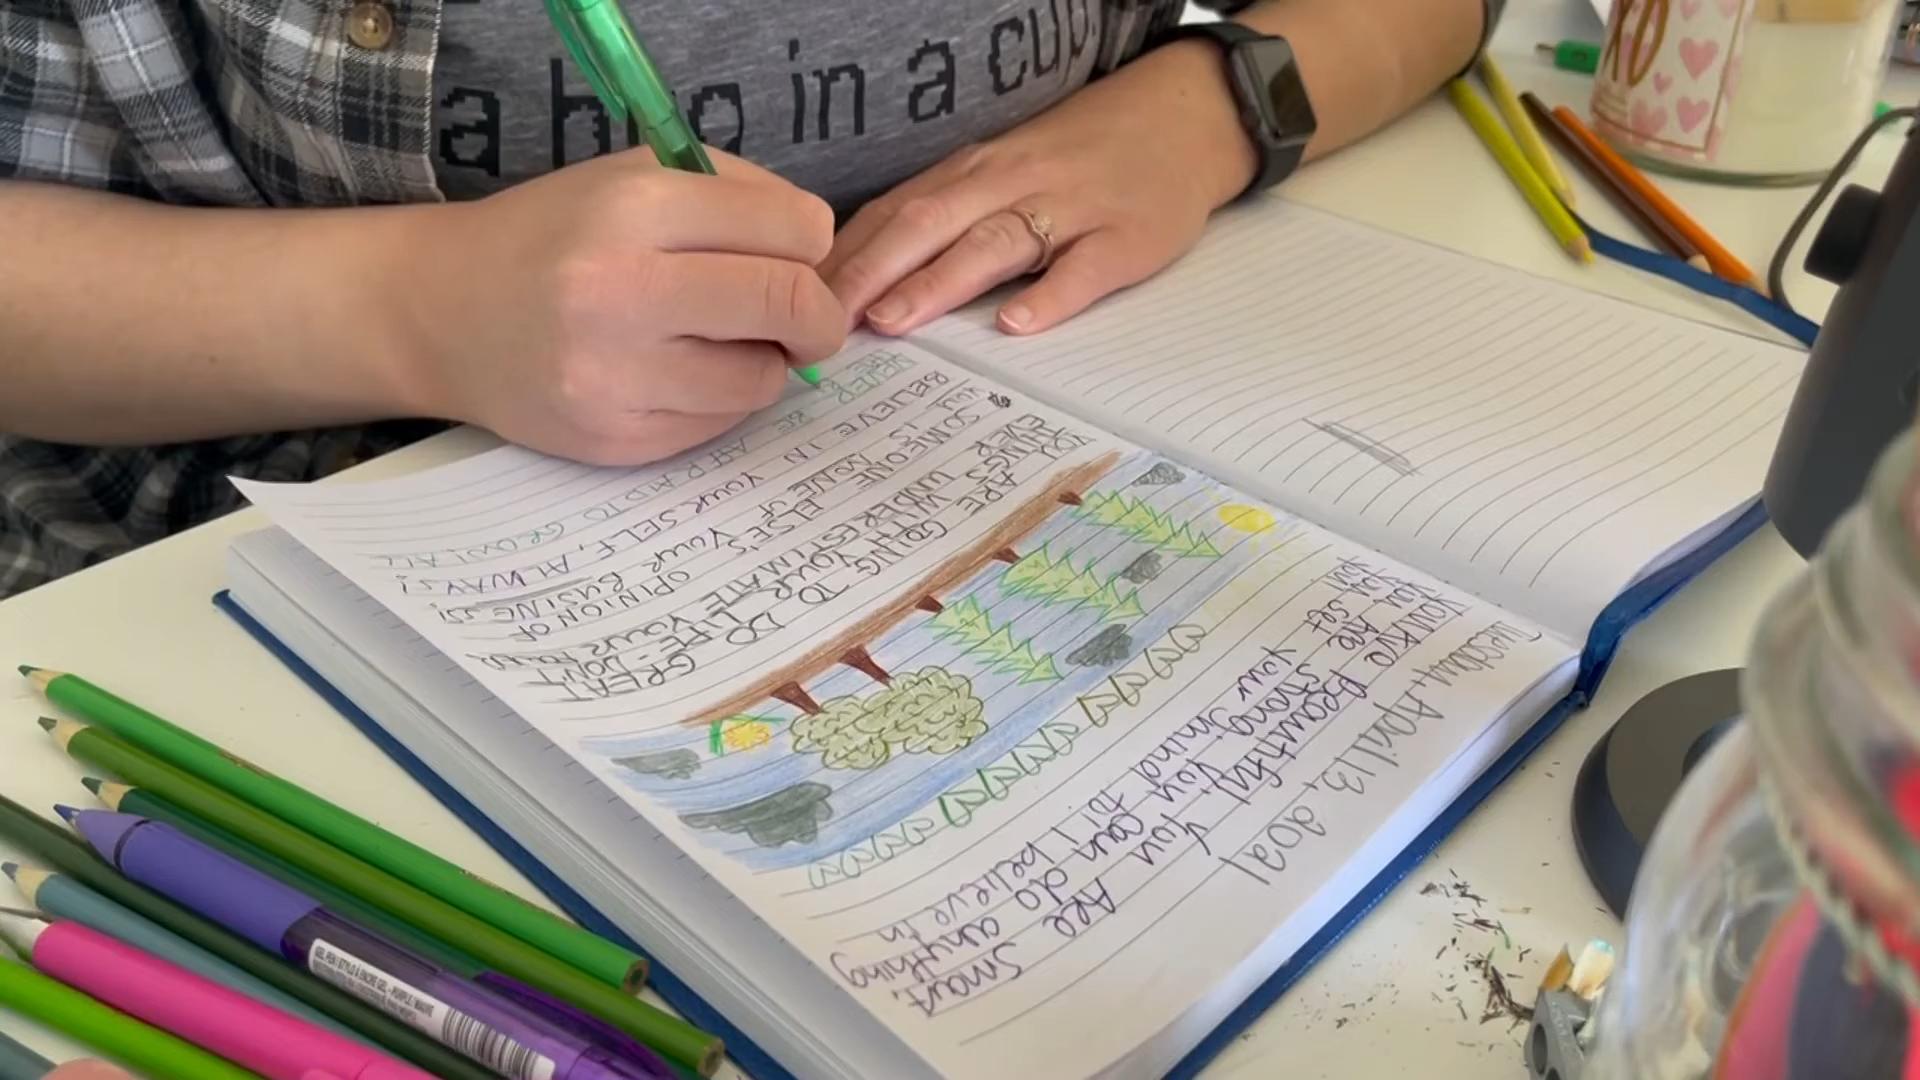 a hug in a cup.
XO
Tuesday, April 13, 2021
You're Beautiful, You Are Smart.
You are strong. You can do anything
you set your mind to! I believe in
you
YOU ARE GOING TO DO GREAT
THINGS WITH YOUR LIFE - DON'T
EVER UNDERESTIMATE YOUR POWER
SOMEONE ELSE'S OPINION OF
you IS NONE OF YOUR BUSINESS!
BELIEVE IN YOURSELF, ALWAYS!
NEVER BE AFRAID TO GROW. ALL
THE